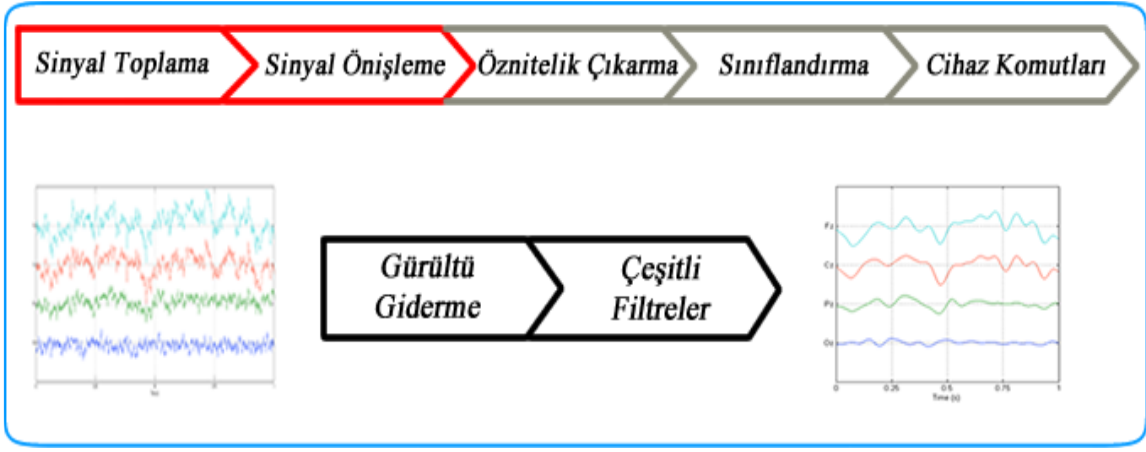 Sinyal Toplama
Sinyal Önişleme
Öznitelik Çıkarma
Sınıflandırma
Cihaz Komutları
Gürültü
Giderme
Çeşitli
Filtreler
Fz
Cz
Pz
Oz
0
0.25
0.5
0.75
1
Time (s)